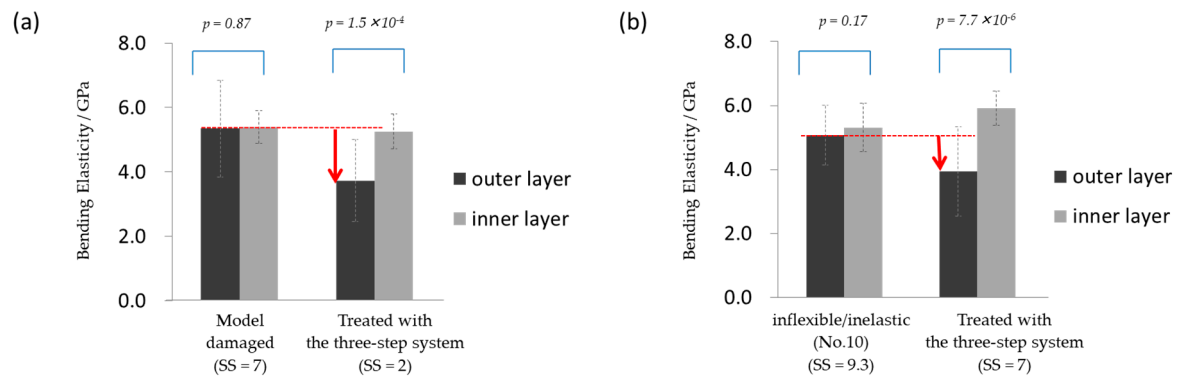 (a)
p = 0.87
p = 1.5 ×10-4
8.0
6.0
4.0
2.0
0.0
Bending Elasticity / GPa
outer layer
inner layer
Model
damaged
(SS = 7)
Treated with
the three-step system
(SS = 2)
(b)
p = 0.17
p = 7.7 ×10-6
8.0
6.0
4.0
2.0
0.0
Bending Elasticity / GPa
outer layer
inner layer
inflexible/inelastic
(No.10)
(SS = 9.3)
Treated with
the three-step system
(SS = 7)